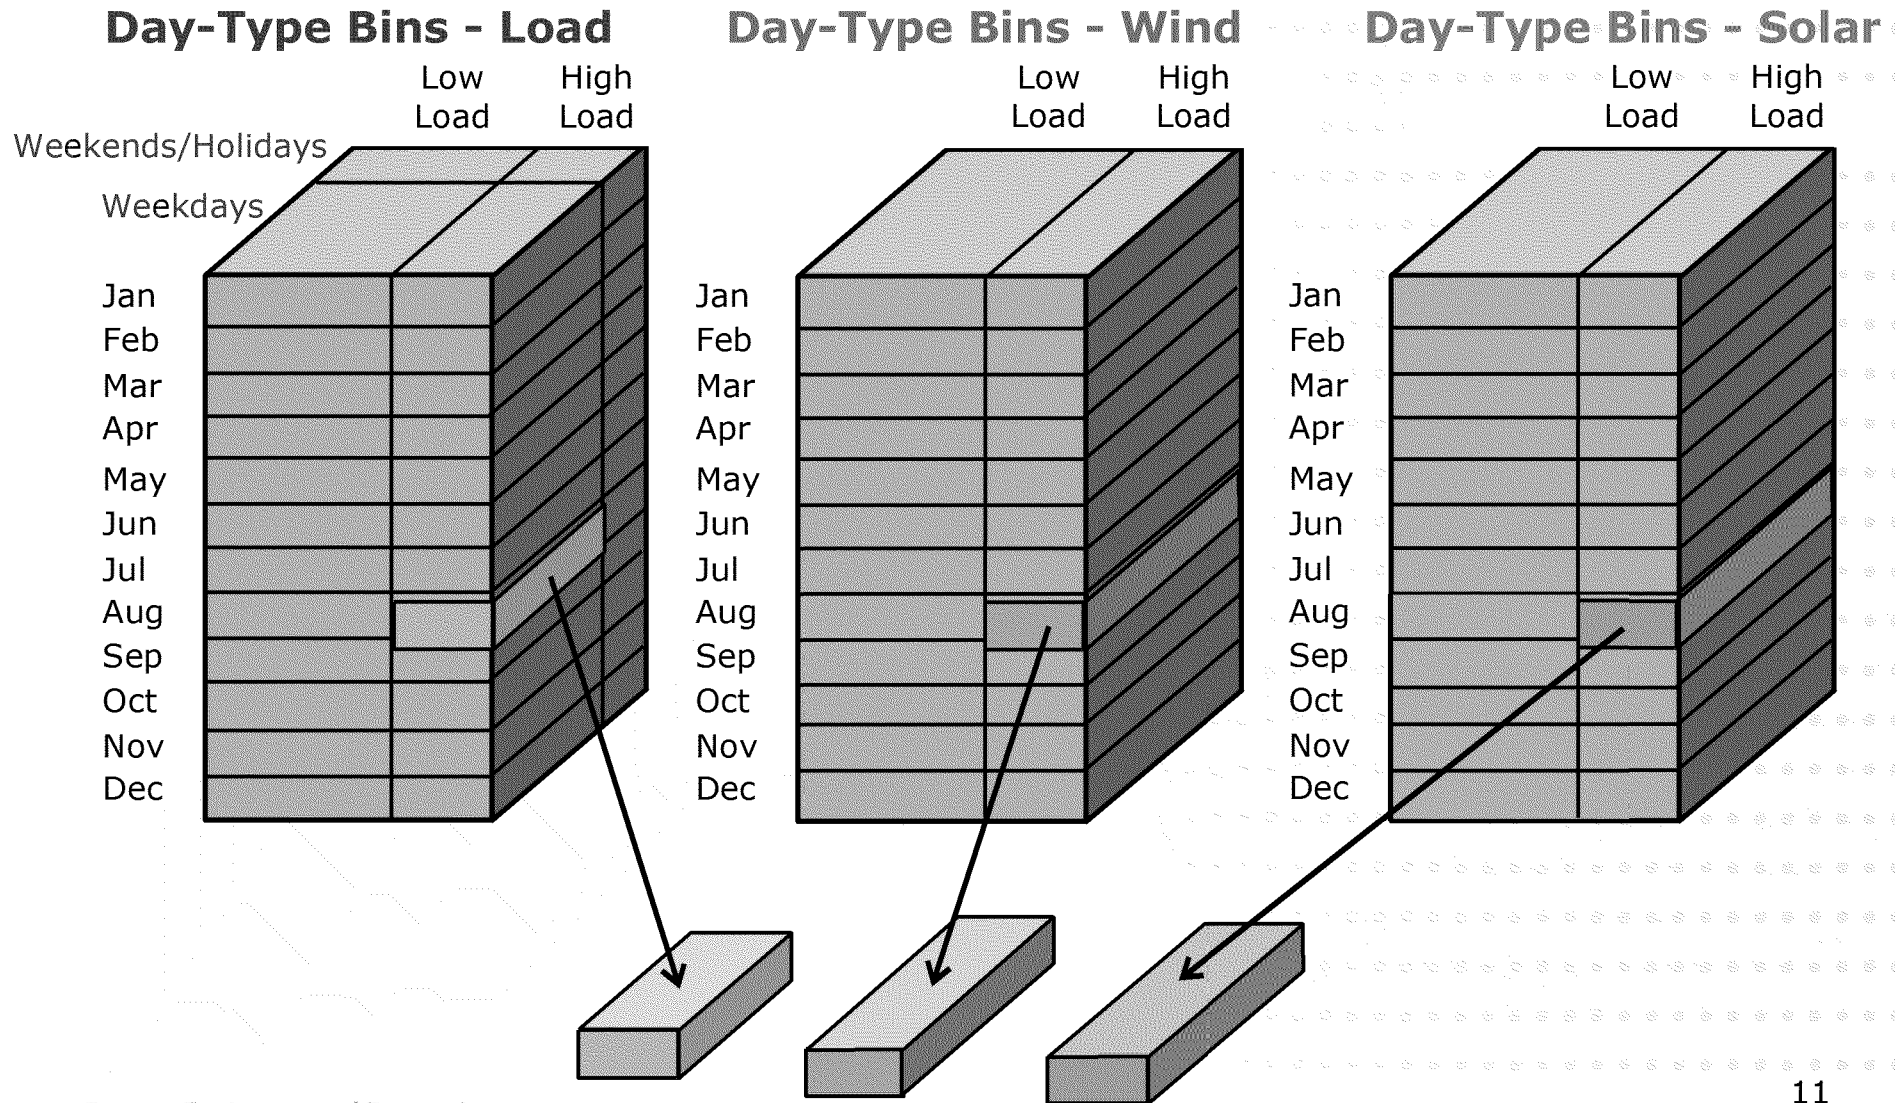 Day-Type Bins - Load
Day-Type Bins - Wind
Day-Type Bins - Solar
Low Load
High Load
Low Load
High Load
Low Load
High Load
Weekends/Holidays
Weekdays
Jan
Feb
Mar
Apr
May
Jun
Jul
Aug
Sep
Oct
Nov
Dec
Jan
Feb
Mar
Apr
May
Jun
Jul
Aug
Sep
Oct
Nov
Dec
Jan
Feb
Mar
Apr
May
Jun
Jul
Aug
Sep
Oct
Nov
Dec
11